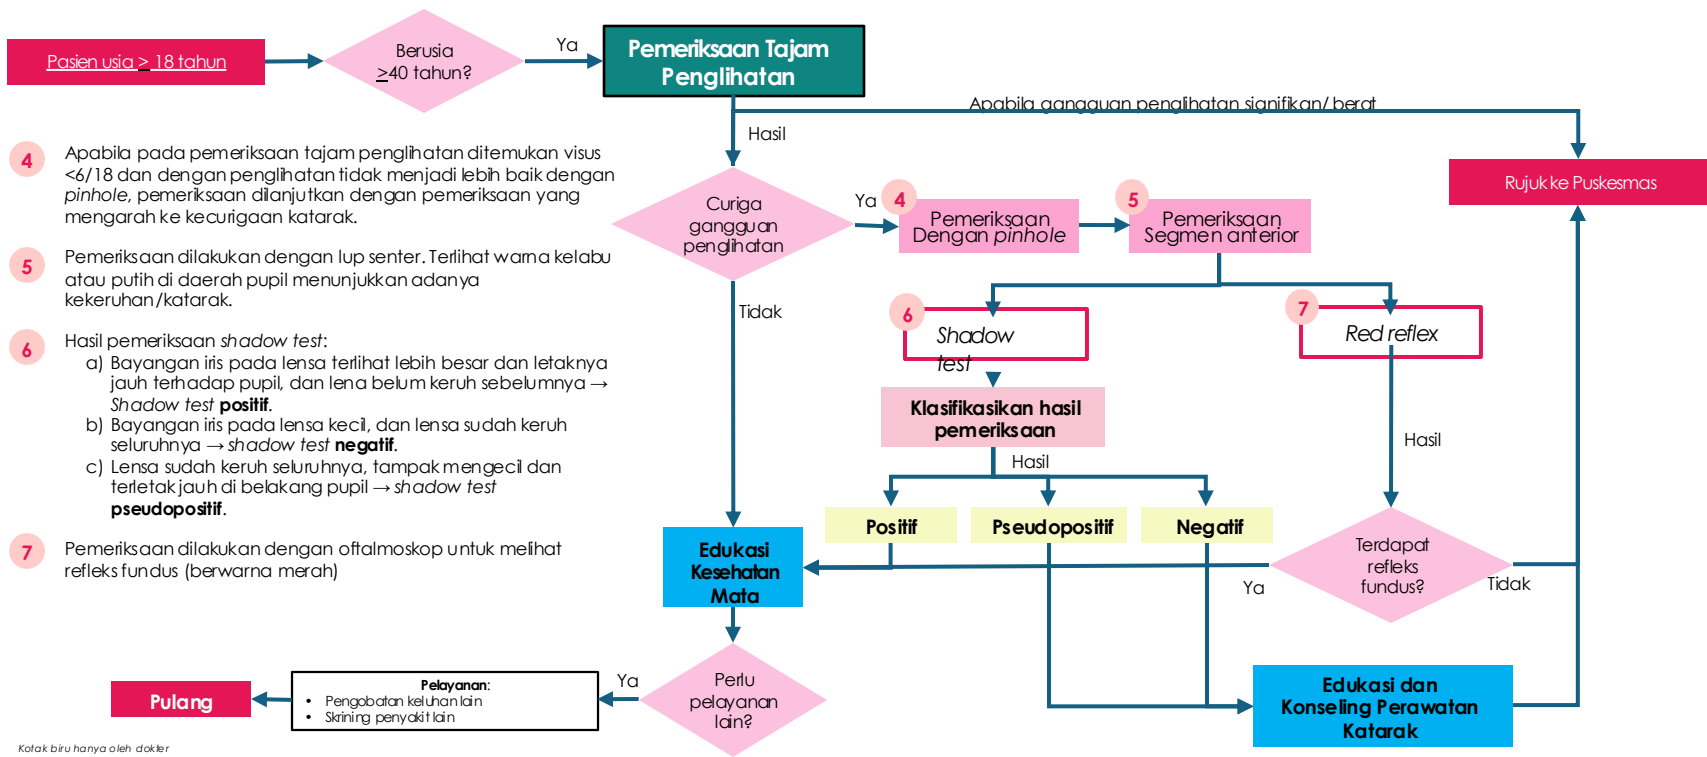 Pasien usia > 18 tahun
Berusia
>40 tahun?
Ya
Pemeriksaan Tajam
Penglihatan
Apabila gangguan penglihatan signifikan/ berat
Hasil
Rujuk ke Puskesmas
4
Apabila pada pemeriksaan tajam penglihatan ditemukan visus
<6/18 dan dengan penglihatan tidak menjadi lebih baik dengan
pinhole, pemeriksaan dilanjutkan dengan pemeriksaan yang
mengarah ke kecurigaan katarak.
5
Pemeriksaan dilakukan dengan lup senter. Terlihat warna kelabu
atau putih di daerah pupil menunjukkan adanya
kekeruhan/katarak.
6
Hasil pemeriksaan shadow test:
a) Bayangan iris pada lensa terlihat lebih besar dan letaknya
jauh terhadap pupil, dan lena belum keruh sebelumnya →
Shadow test positif.
b) Bayangan iris pada lensa kecil, dan lensa sudah keruh
seluruhnya → shadow test negatif.
c) Lensa sudah keruh seluruhnya, tampak mengecil dan
terletak jauh di belakang pupil → shadow test
pseudopositif.
7
Pemeriksaan dilakukan dengan oftalmoskop untuk melihat
refleks fundus (berwarna merah)
Curiga
gangguan
penglihatan
Ya
4
Pemeriksaan
Dengan pinhole
5
Pemeriksaan
Segmen anterior
Tidak
6
Shadow
test
7
Red reflex
Klasifikasikan hasil
pemeriksaan
Hasil
Hasil
Positif
Pseudopositif
Negatif
Terdapat
refleks
fundus?
Ya
Tidak
Edukasi
Kesehatan
Mata
Perlu
pelayanan
lain?
Ya
Pelayanan:
• Pengobatan keluhan lain
• Skrining penyakit lain
Pulang
Edukasi dan
Konseling Perawatan
Katarak
Kotak biru hanya oleh dokter